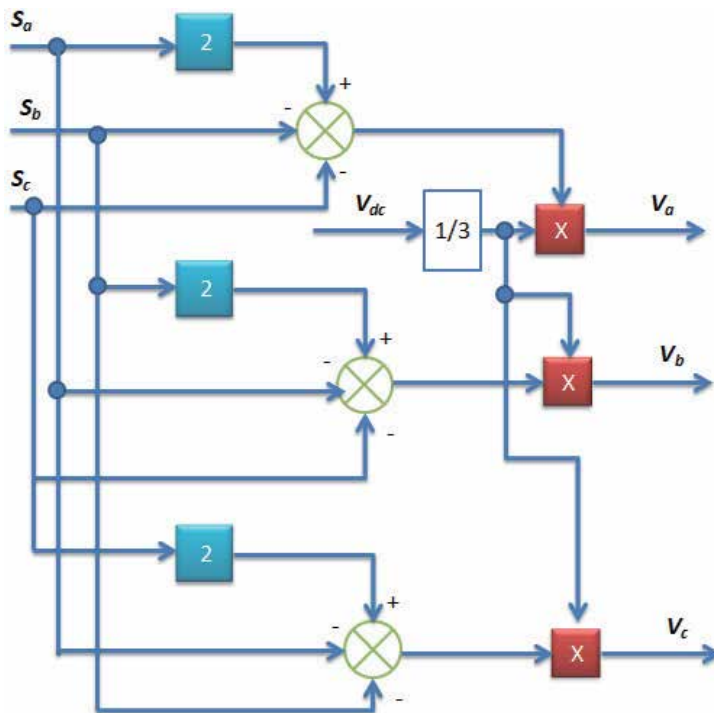 Sa
2
+
Sb
-
Sc
-
Vdc
1/3
X
Va
2
+
-
X
Vb
-
2
+
-
X
Vc
-